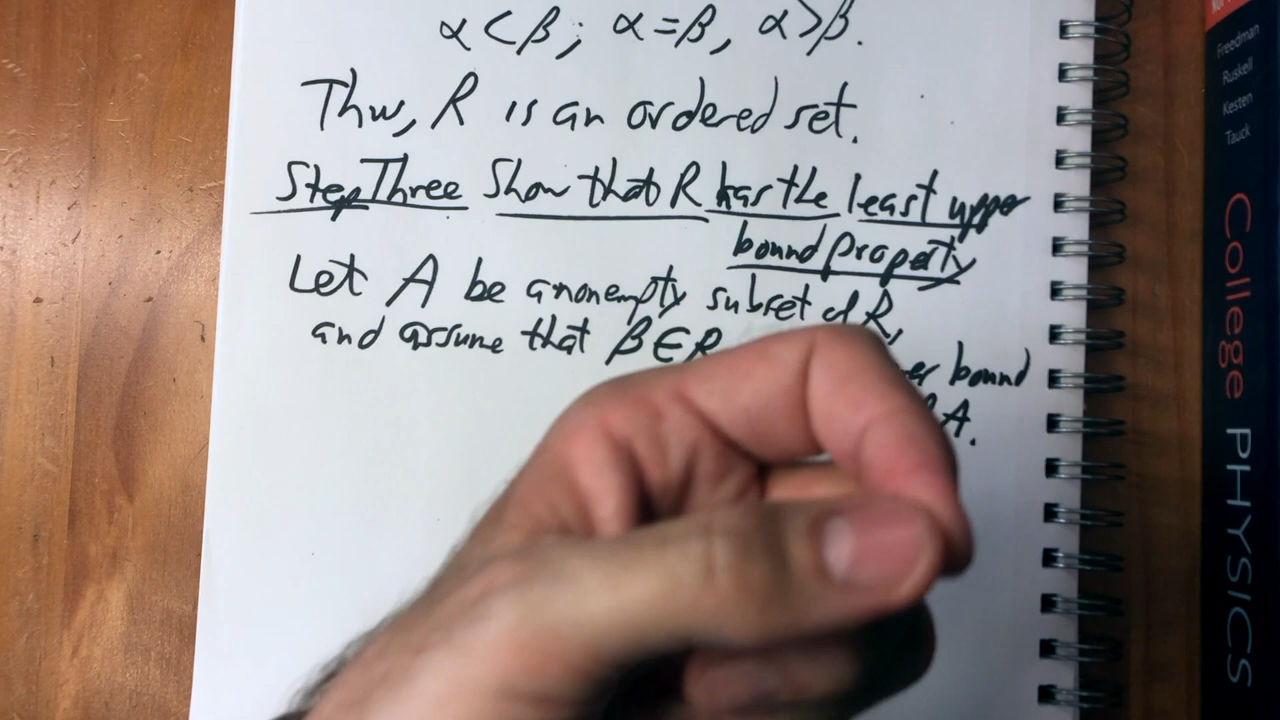 α < β; α = β, α > β.
Thus, R is an ordered set.
Step Three Show that R has the least upper
bound property
Let A be a nonempty subset of R,
and assume that β ∈ R
bound
A.
Freedman
Ruskell
Kesten
Tauck
College PHYSICS